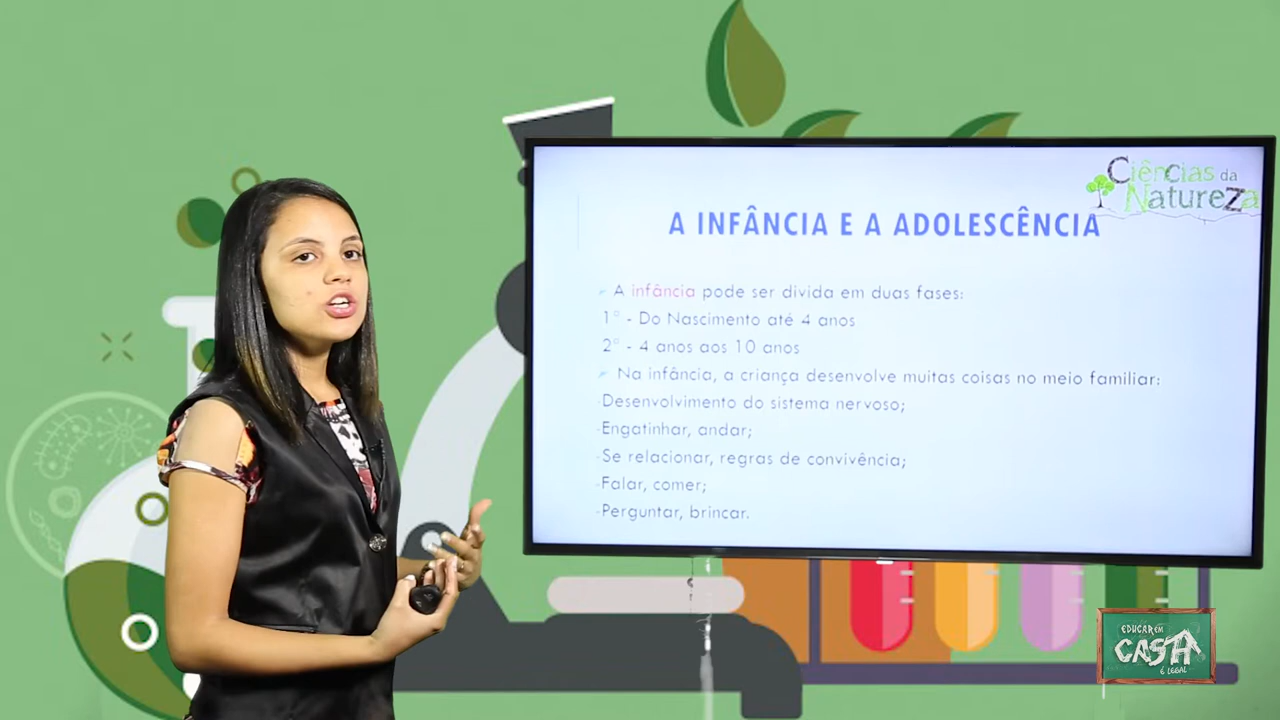 Ciências da
Natureza
A INFÂNCIA E A ADOLESCÊNCIA
A infância pode ser divida em duas fases:
1° - Do Nascimento até 4 anos
2° - 4 anos aos 10 anos
Na infância, a criança desenvolve muitas coisas no meio familiar:
-Desenvolvimento do sistema nervoso;
-Engatinhar, andar;
-Se relacionar, regras de convivência;
-Falar, comer;
-Perguntar, brincar.
EDUCAR EM
CASA
É LEGAL